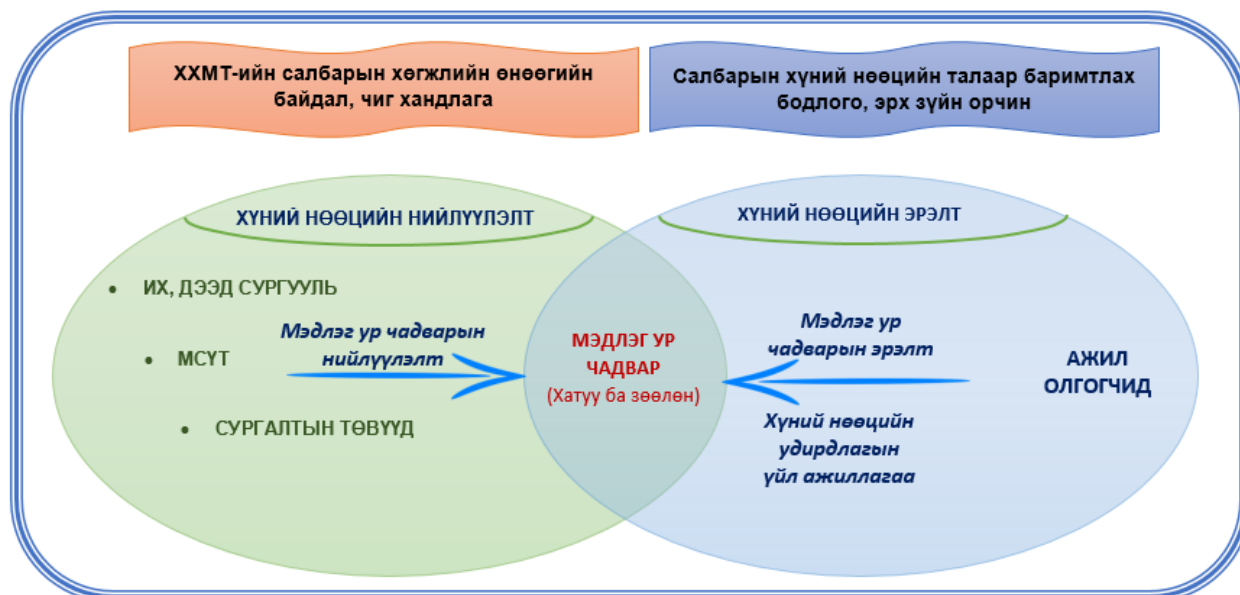 ХХМТ-ийн салбарын хөгжлийн өнөөгийн
байдал, чиг хандлага
Салбарын хүний нөөцийн талаар баримтлах
бодлого, эрх зүйн орчин
ХҮНИЙ НӨӨЦИЙН НИЙЛҮҮЛЭЛТ
ХҮНИЙ НӨӨЦИЙН ЭРЭЛТ
• ИХ, ДЭЭД СУРГУУЛЬ
• МСҮТ
• СУРГАЛТЫН ТӨВҮҮД
Мэдлэг ур чадварын
нийлүүлэлт
МЭДЛЭГ УР
ЧАДВАР
(Хатуу ба зөөлөн)
Мэдлэг ур
чадварын эрэлт
Хүний нөөцийн
удирдлагын
үйл ажиллагаа
АЖИЛ
ОЛГОГЧИД